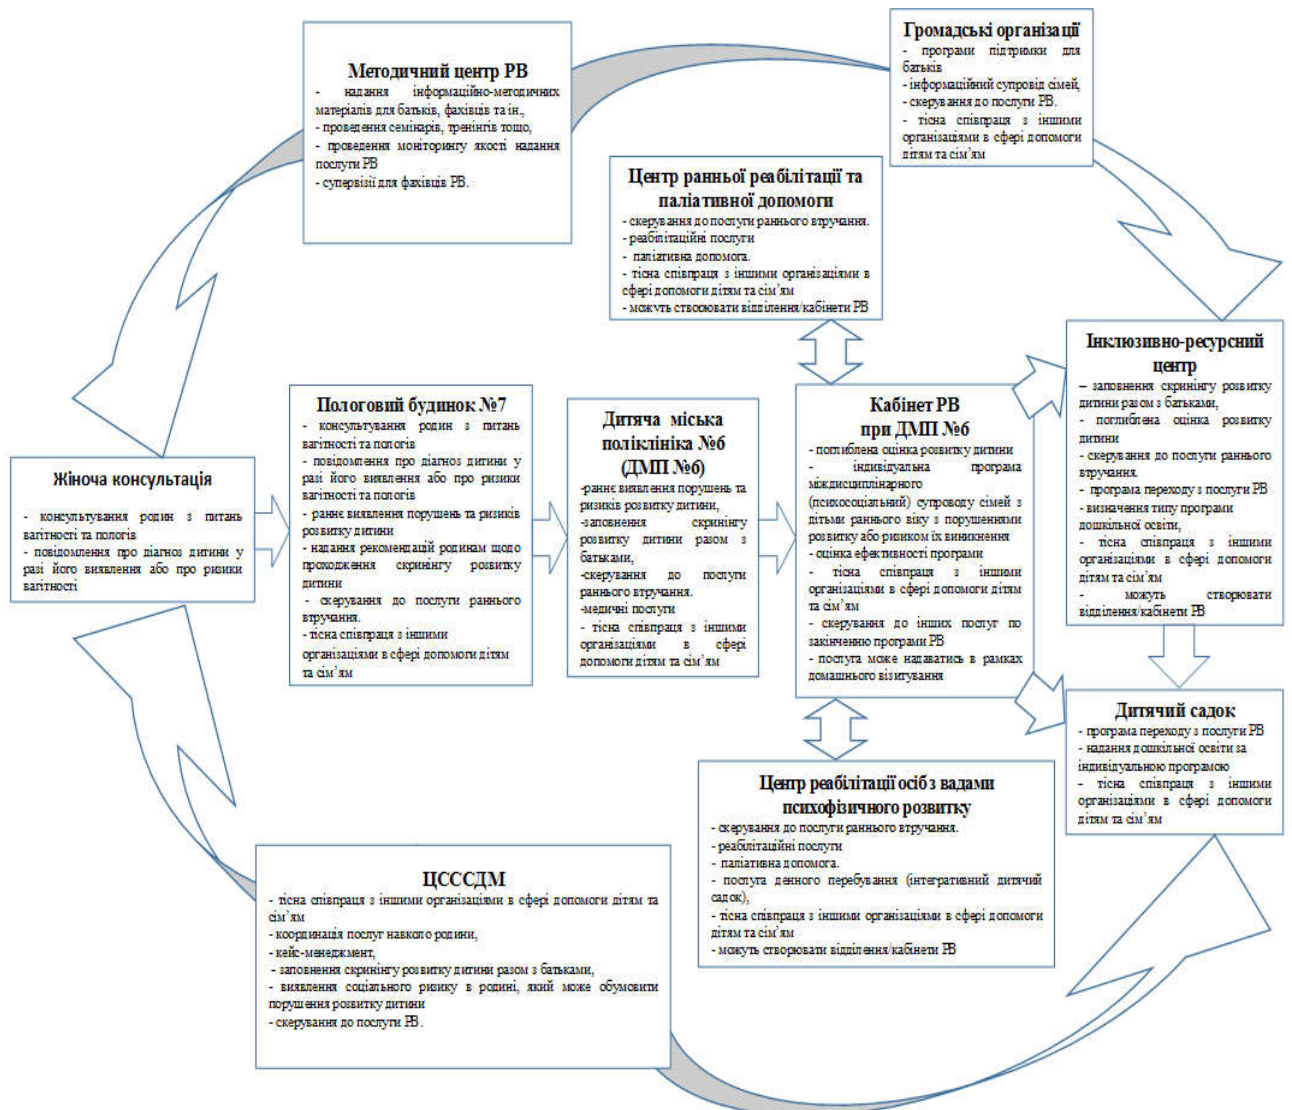 Методичний центр РВ
- надання інформаційно-методичних
матеріалів для батьків, фахівців та ін.,
- проведення семінарів, тренінгів тощо,
- проведення моніторингу якості надання
послуги РВ
- супервізії для фахівців РВ.
Громадські організації
- програми підтримки для
батьків
- інформаційний супровід сімей,
- скерування до послуги РВ.
- тісна співпраця з іншими
організаціями в сфері допомоги
дітям та сім’ям
Центр ранньої реабілітації та
паліативної допомоги
- скерування до послуги раннього втручання.
- реабілітаційні послуги
- паліативна допомога.
- тісна співпраця з іншими організаціями в
сфері допомоги дітям та сім’ям
- можуть створювати відділення/кабінети РВ
Жіноча консультація
- консультування родин з питань
вагітності та пологів
- повідомлення про діагноз дитини у
разі його виявлення або про ризики
вагітності
Пологовий будинок №7
- консультування родин з питань
вагітності та пологів
- повідомлення про діагноз дитини у
разі його виявлення або про ризики
вагітності та пологів
- раннє виявлення порушень та ризиків
розвитку дитини
- надання рекомендацій родинам щодо
проходження скринінгу розвитку
дитини
- скерування до послуги раннього
втручання.
- тісна співпраця з іншими
організаціями в сфері допомоги дітям
та сім’ям
Дитяча міська
поліклініка №6
(ДМП №6)
-раннє виявлення порушень та
ризиків розвитку дитини,
-заповнення скринінгу
розвитку дитини разом з
батьками,
-скерування до послуги
раннього втручання.
-медичні послуги
- тісна співпраця з іншими
організаціями в сфері
допомоги дітям та сім’ям
Кабінет РВ
при ДМП №6
- поглиблена оцінка розвитку дитини
- індивідуальна програма
міждисциплінарного
(психосоціальний) супроводу сімей з
дітьми раннього віку з порушеннями
розвитку або ризиком їх виникнення
- оцінка ефективності програми
- тісна співпраця з іншими
організаціями в сфері допомоги дітям
та сім’ям
- скерування до інших послуг по
закінченню програми РВ
- послуга може надаватись в рамках
домашнього візитування
Інклюзивно-ресурсний
центр
– заповнення скринінгу розвитку
дитини разом з батьками,
- поглиблена оцінка розвитку
дитини
- скерування до послуги раннього
втручання.
- програма переходу з послуги РВ
- визначення типу програми
дошкільної освіти,
- тісна співпраця з іншими
організаціями в сфері допомоги
дітям та сім’ям
- можуть створювати
відділення/кабінети РВ
Дитячий садок
- програма переходу з послуги РВ
- надання дошкільної освіти за
індивідуальною програмою
- тісна співпраця з іншими
організаціями в сфері допомоги
дітям та сім’ям
Центр реабілітації осіб з вадами
психофізичного розвитку
- скерування до послуги раннього втручання.
- реабілітаційні послуги
- паліативна допомога.
- послуга денного перебування (інтегративний дитячий
садок),
- тісна співпраця з іншими організаціями в сфері допомоги
дітям та сім’ям
- можуть створювати відділення/кабінети РВ
ЦСССДМ
- тісна співпраця з іншими організаціями в сфері допомоги дітям та
сім’ям
- координація послуг навколо родини,
- кейс-менеджмент,
- заповнення скринінгу розвитку дитини разом з батьками,
- виявлення соціального ризику в родині, який може обумовити
порушення розвитку дитини
- скерування до послуги РВ.